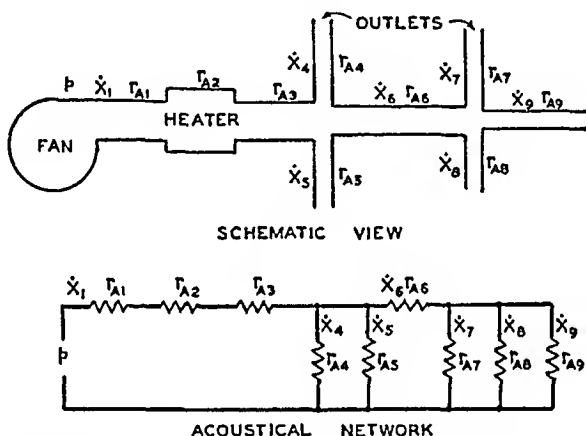 OUTLETS
Ẋ4 rA4 Ẋ7 rA7
p Ẋ1 rA1 rA2 rA3 Ẋ6 rA6 Ẋ9 rA9
HEATER
FAN
Ẋ5 rA5 Ẋ8 rA8
SCHEMATIC VIEW
Ẋ1 rA1 rA2 rA3 Ẋ6 rA6
p Ẋ4 Ẋ5 Ẋ7 Ẋ8 Ẋ9
rA4 rA5 rA7 rA8 rA9
ACOUSTICAL NETWORK